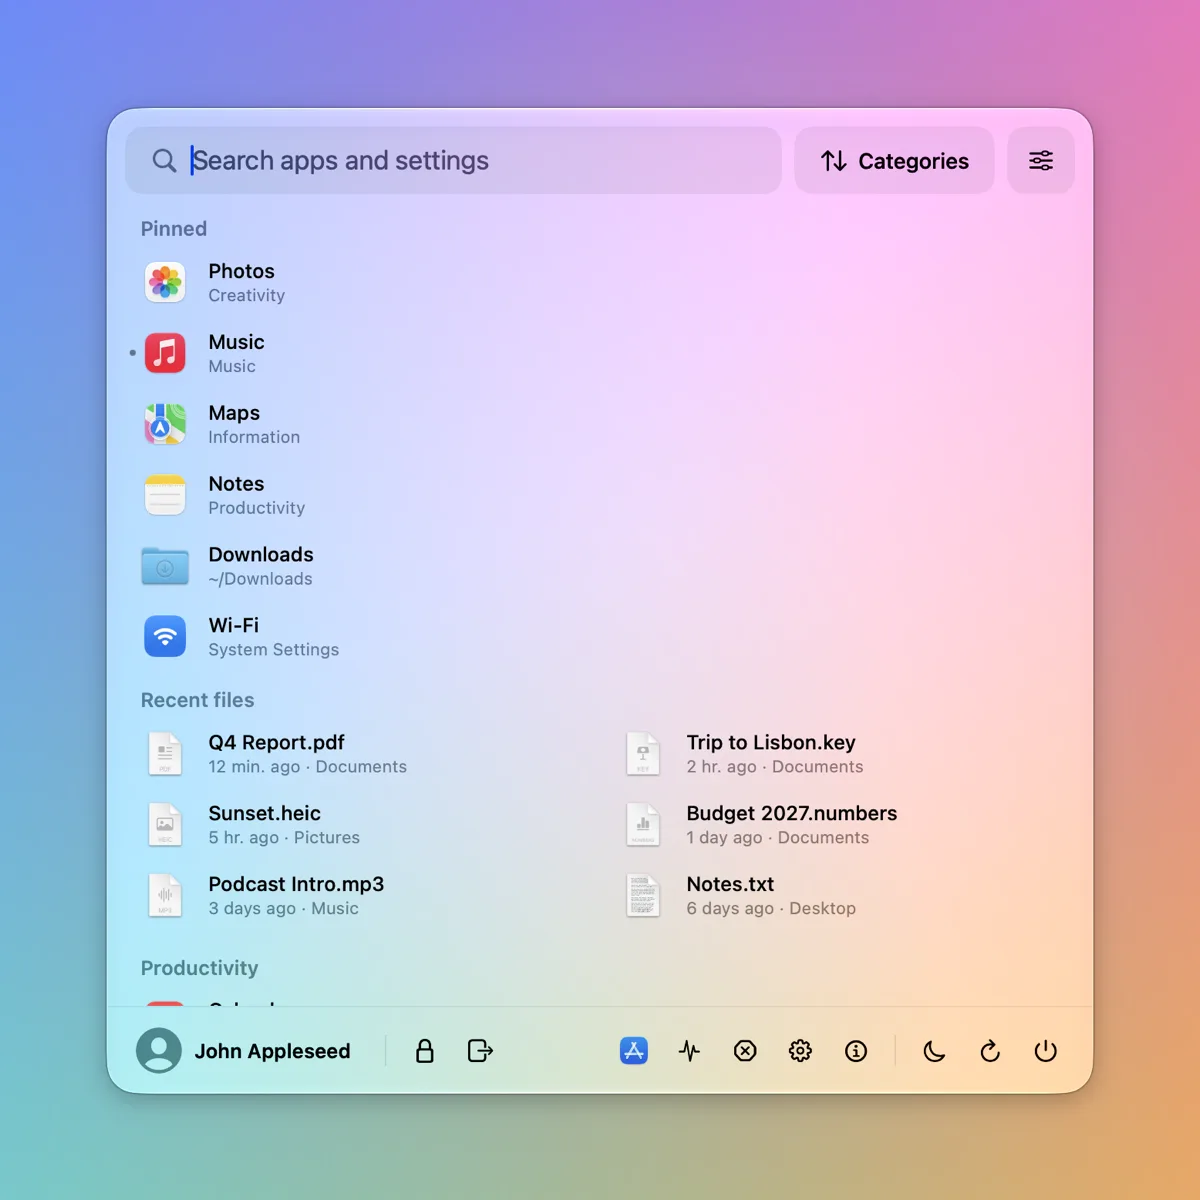 Search apps and settings
Categories
Pinned
Photos
Creativity
Music
Music
Maps
Information
Notes
Productivity
Downloads
~/Downloads
Wi-Fi
System Settings
Recent files
Q4 Report.pdf
12 min. ago · Documents
Trip to Lisbon.key
2 hr. ago · Documents
Sunset.heic
5 hr. ago · Pictures
Budget 2027.numbers
1 day ago · Documents
Podcast Intro.mp3
3 days ago · Music
Notes.txt
6 days ago · Desktop
Productivity
John Appleseed